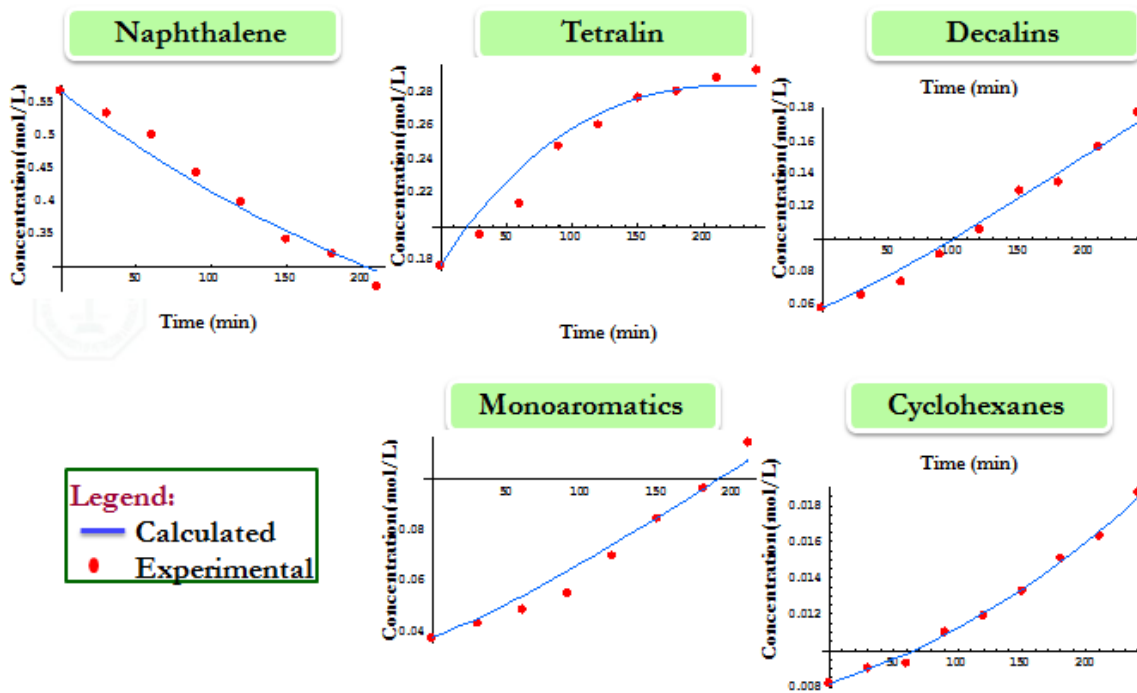 Naphthalene
Tetralin
Decalins
Concentration(mol/L)
0.55
0.5
0.45
0.4
0.35
50
100
150
200
Time (min)
Concentration(mol/L)
0.28
0.26
0.24
0.22
0.18
50
100
150
200
Time (min)
Time (min)
Concentration(mol/L)
0.18
0.16
0.14
0.12
0.08
0.06
50
100
150
200
Monoaromatics
Cyclohexanes
Concentration(mol/L)
0.08
0.06
0.04
50
100
150
200
Time (min)
Concentration(mol/L)
0.018
0.016
0.014
0.012
0.008
50
100
150
200
Legend:
Calculated
Experimental